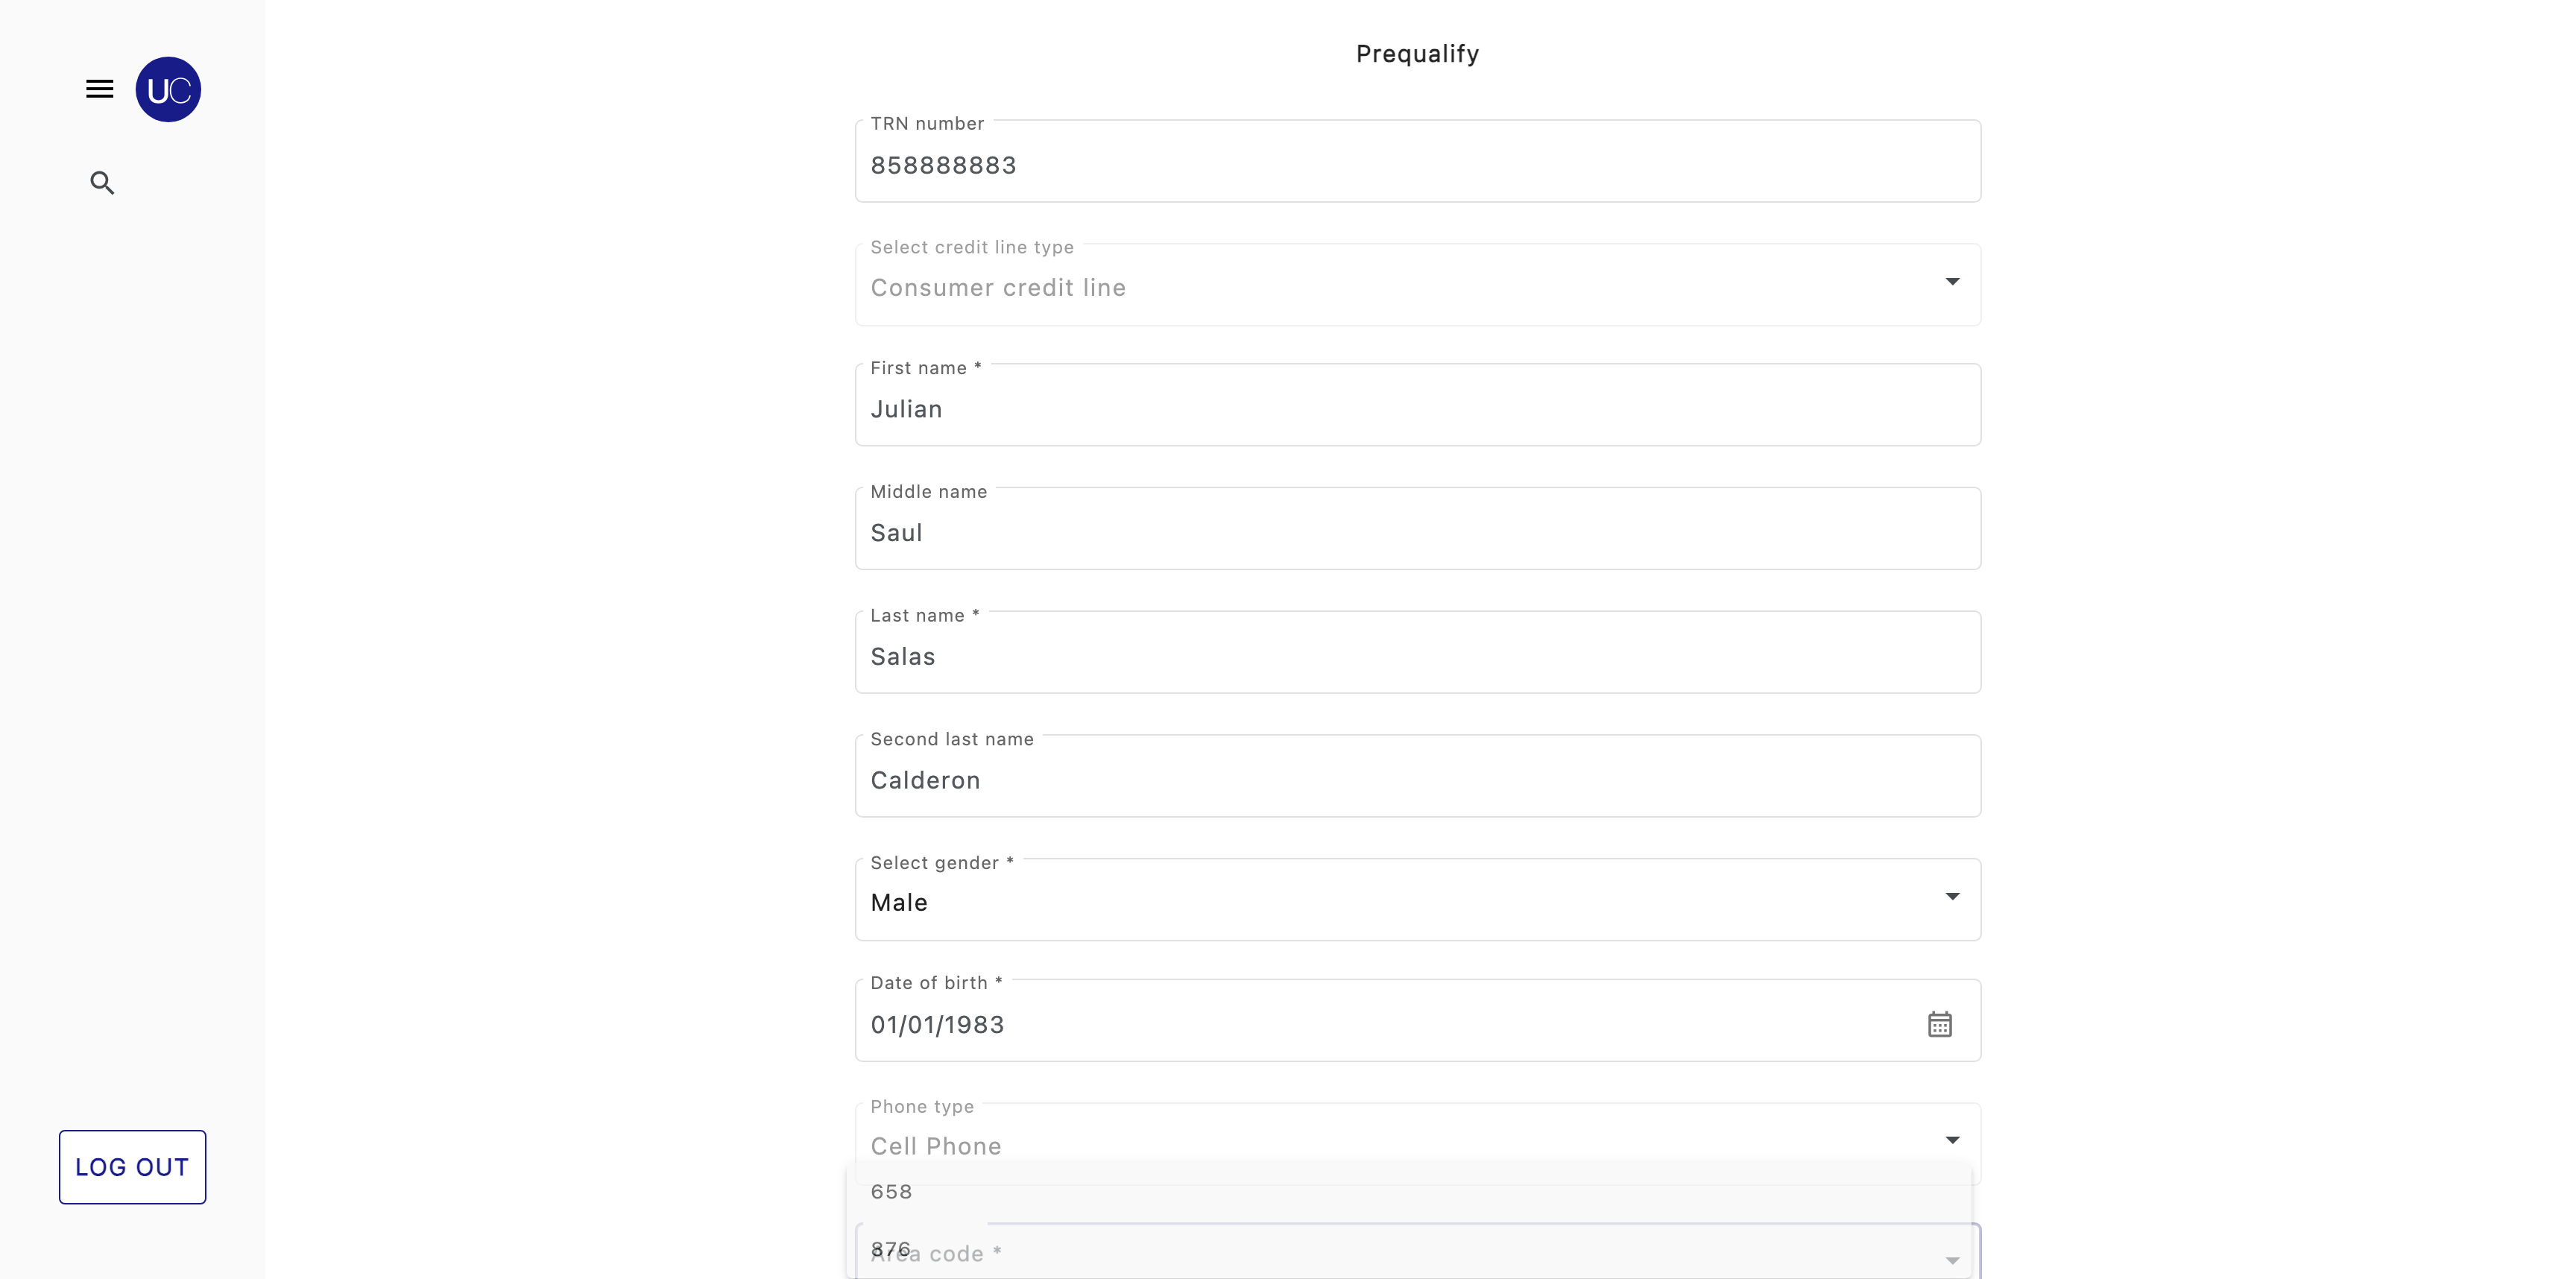 Prequalify
UC
TRN number
858888883
Select credit line type
Consumer credit line
First name *
Julian
Middle name
Saul
Last name *
Salas
Second last name
Calderon
Select gender *
Male
Date of birth *
01/01/1983
Phone type
Cell Phone
658
876
Area code *
LOG OUT